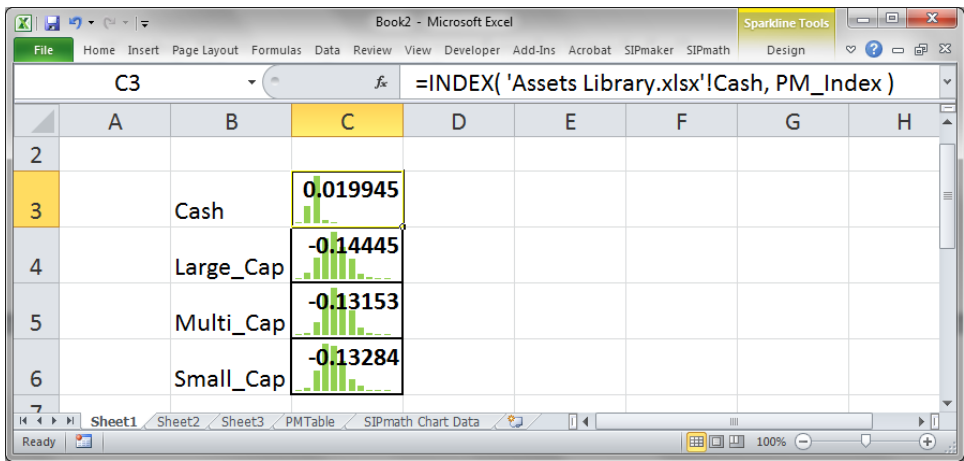 Book2 - Microsoft Excel Sparkline Tools
File Home Insert Page Layout Formulas Data Review View Developer Add-Ins Acrobat SIPmaker SIPmath Design
C3 fx =INDEX( 'Assets Library.xlsx'!Cash, PM_Index )
A B C D E F G H
2
3 Cash 0.019945
4 Large_Cap -0.14445
5 Multi_Cap -0.13153
6 Small_Cap -0.13284
7
Sheet1 Sheet2 Sheet3 PMTable SIPmath Chart Data
Ready 100%